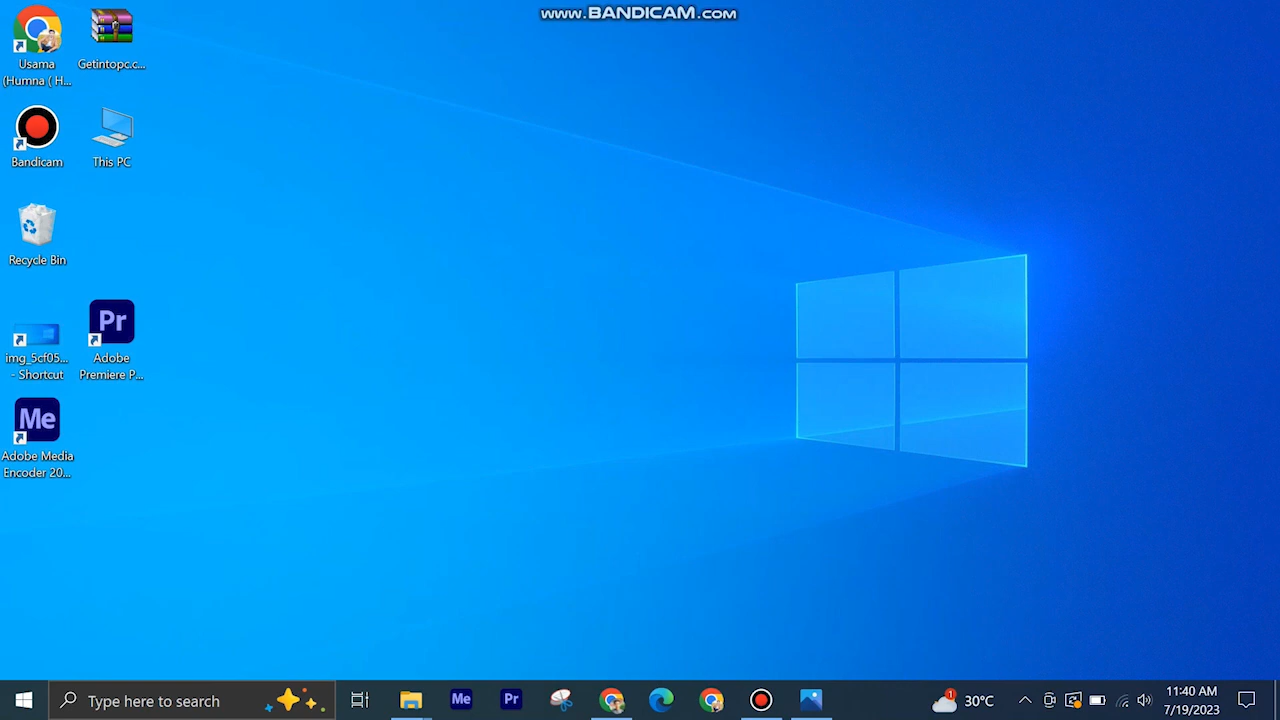 www.BANDICAM.com
Usama
(Humna ( H...
Getintopc.c...
Bandicam
This PC
Recycle Bin
img_5cf05...
- Shortcut
Pr
Adobe
Premiere P...
Me
Adobe Media
Encoder 20...
Type here to search
Me
Pr
1
30°C
11:40 AM
7/19/2023